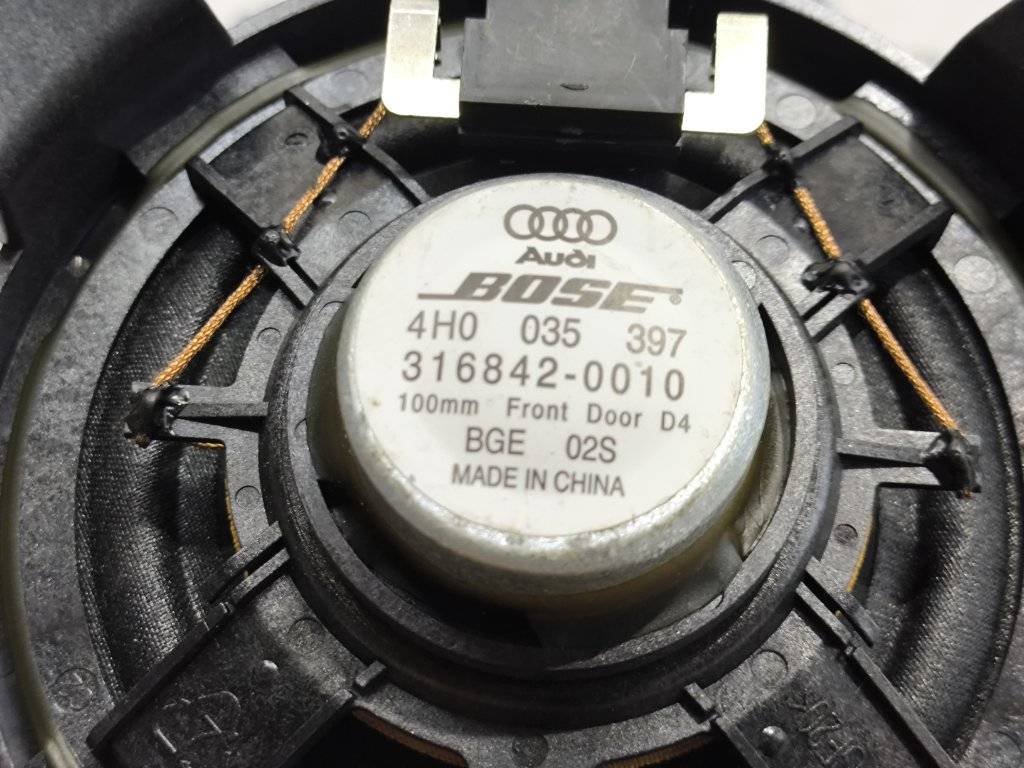 Audi
BOSE
4H0 035 397
316842-0010
100mm Front Door D4
BGE 02S
MADE IN CHINA